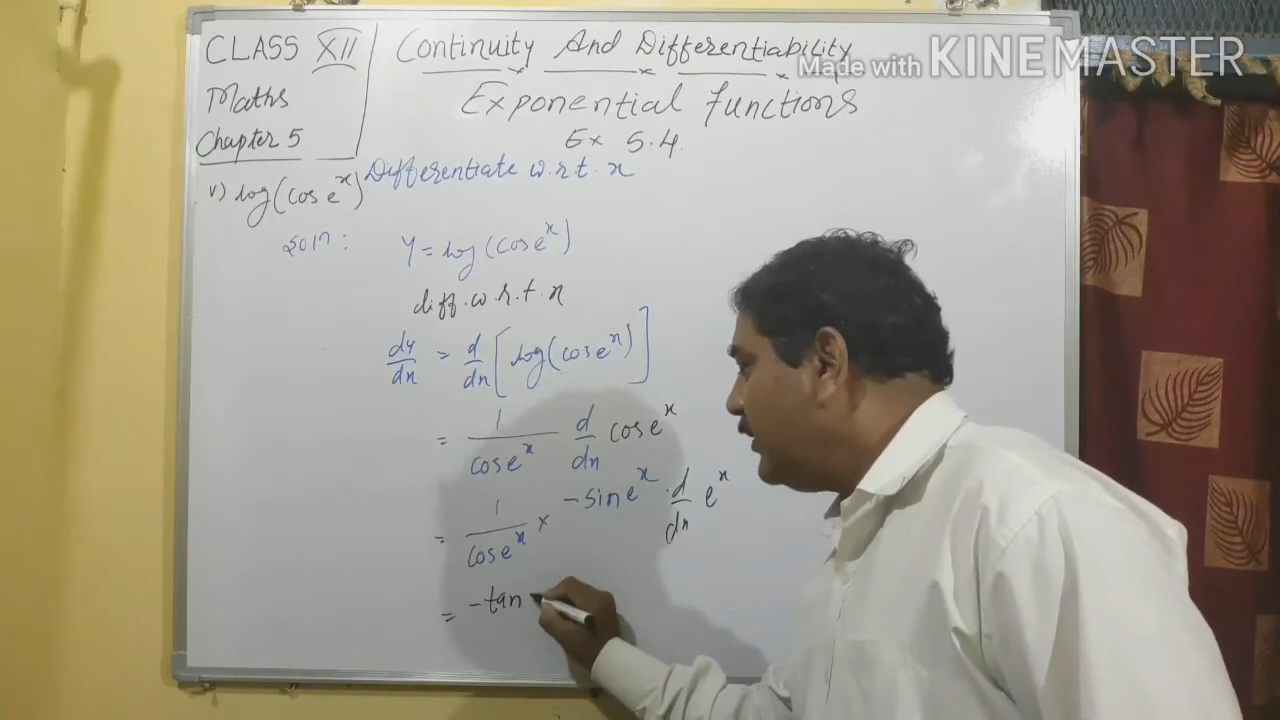 CLASS XII
Maths
Chapter 5
Continuity And Differentiability
Made with KINEMASTER
Exponential Functions
Ex 5.4.
Differentiate w.r.t. x
v) log(cos e^x)
Soln: y = log(cos e^x)
diff. w.r.t. x
dy/dx = d/dx [log(cos e^x)]
= 1/cos e^x d/dx cos e^x
= 1/cos e^x × -sin e^x . d/dx e^x
= -tan